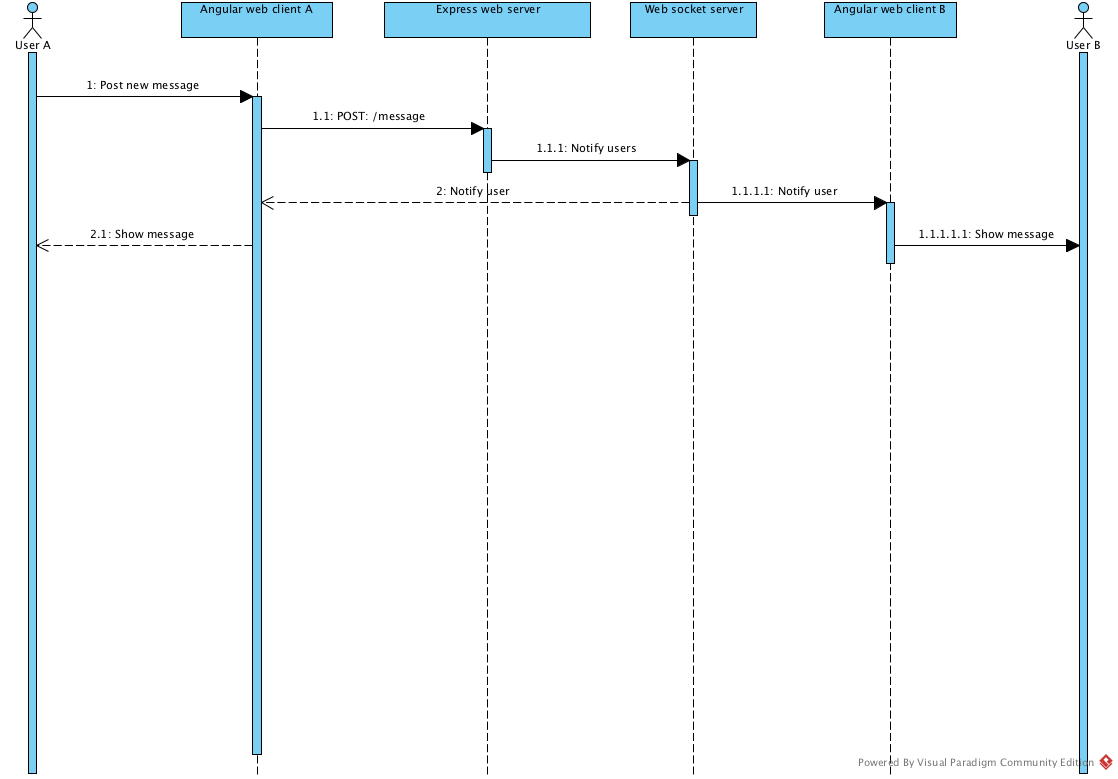 Angular web client A
Express web server
Web socket server
Angular web client B
User A
User B
1: Post new message
1.1: POST: /message
1.1.1: Notify users
2: Notify user
1.1.1.1: Notify user
2.1: Show message
1.1.1.1.1: Show message
Powered By Visual Paradigm Community Edition